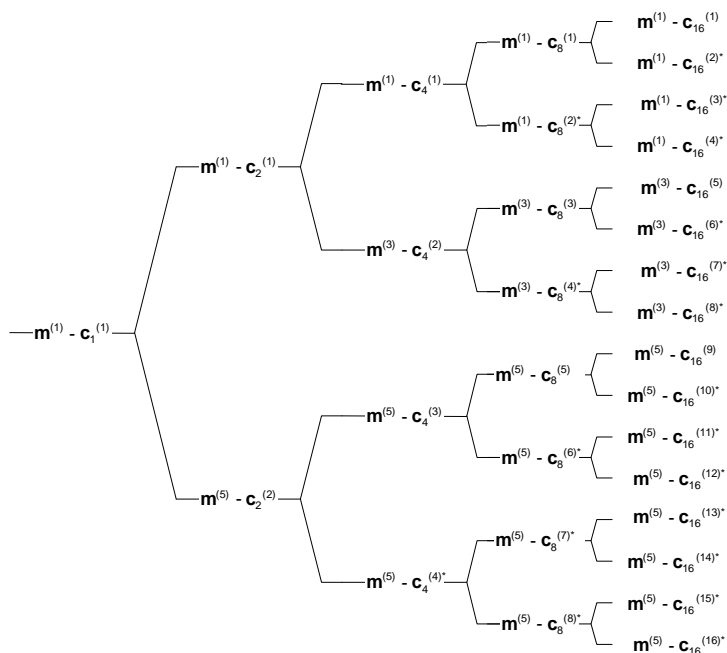 m(1) - c16(1)
m(1) - c8(1)
m(1) - c16(2)*
m(1) - c4(1)
m(1) - c16(3)*
m(1) - c8(2)*
m(1) - c16(4)*
m(1) - c2(1)
m(3) - c16(5)
m(3) - c8(3)
m(3) - c16(6)*
m(3) - c4(2)
m(3) - c16(7)*
m(3) - c8(4)*
m(3) - c16(8)*
m(1) - c1(1)
m(5) - c16(9)
m(5) - c8(5)
m(5) - c16(10)*
m(5) - c4(3)
m(5) - c16(11)*
m(5) - c8(6)*
m(5) - c16(12)*
m(5) - c2(2)
m(5) - c16(13)*
m(5) - c8(7)*
m(5) - c16(14)*
m(5) - c4(4)*
m(5) - c16(15)*
m(5) - c8(8)*
m(5) - c16(16)*